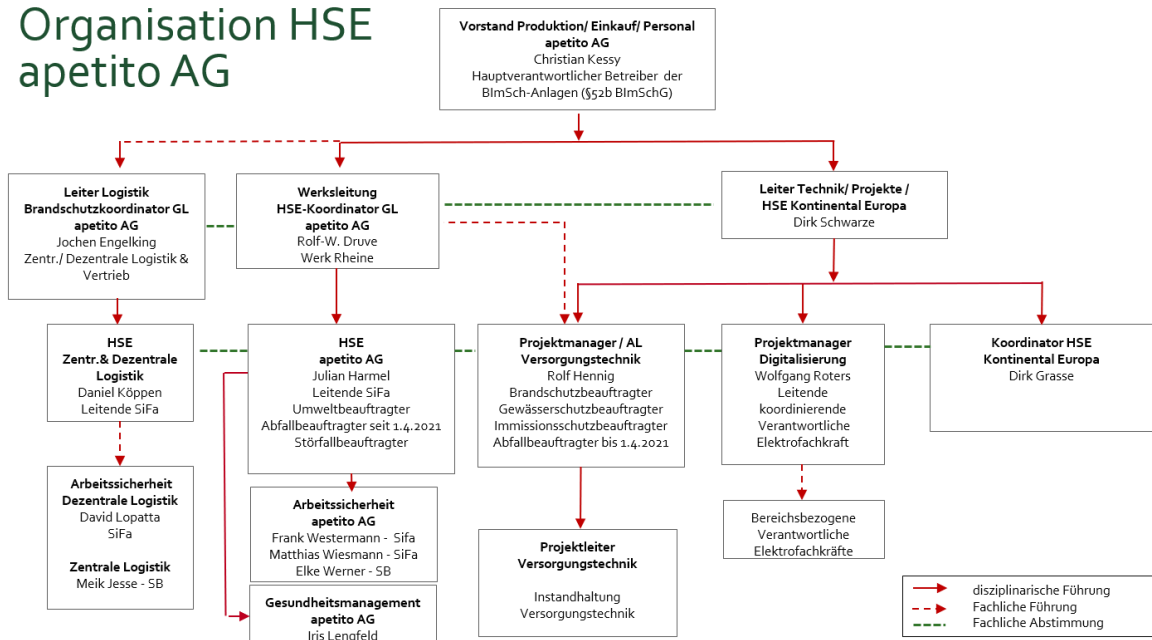 Organisation HSE
apetito AG
Vorstand Produktion/ Einkauf/ Personal
apetito AG
Christian Kessy
Hauptverantwortlicher Betreiber der
BImSch-Anlagen (§52b BImSchG)
Leiter Logistik
Brandschutzkoordinator GL
apetito AG
Jochen Engelking
Zentr./ Dezentrale Logistik &
Vertrieb
Werksleitung
HSE-Koordinator GL
apetito AG
Rolf-W. Druve
Werk Rheine
Leiter Technik/ Projekte /
HSE Kontinental Europa
Dirk Schwarze
HSE
Zentr.& Dezentrale
Logistik
Daniel Köppen
Leitende SiFa
HSE
apetito AG
Julian Harmel
Leitende SiFa
Umweltbeauftragter
Abfallbeauftragter seit 1.4.2021
Störfallbeauftragter
Projektmanager / AL
Versorgungstechnik
Rolf Hennig
Brandschutzbeauftragter
Gewässerschutzbeauftragter
Immissionsschutzbeauftragter
Abfallbeauftragter bis 1.4.2021
Projektmanager
Digitalisierung
Wolfgang Roters
Leitende
koordinierende
Verantwortliche
Elektrofachkraft
Koordinator HSE
Kontinental Europa
Dirk Grasse
Arbeitssicherheit
Dezentrale Logistik
David Lopatta
SiFa
Zentrale Logistik
Meik Jesse - SB
Arbeitssicherheit
apetito AG
Frank Westermann - Sifa
Matthias Wiesmann - SiFa
Elke Werner - SB
Gesundheitsmanagement
apetito AG
Iris Lengfeld
Projektleiter
Versorgungstechnik
Instandhaltung
Versorgungstechnik
Bereichsbezogene
Verantwortliche
Elektrofachkräfte
disziplinarische Führung
Fachliche Führung
Fachliche Abstimmung